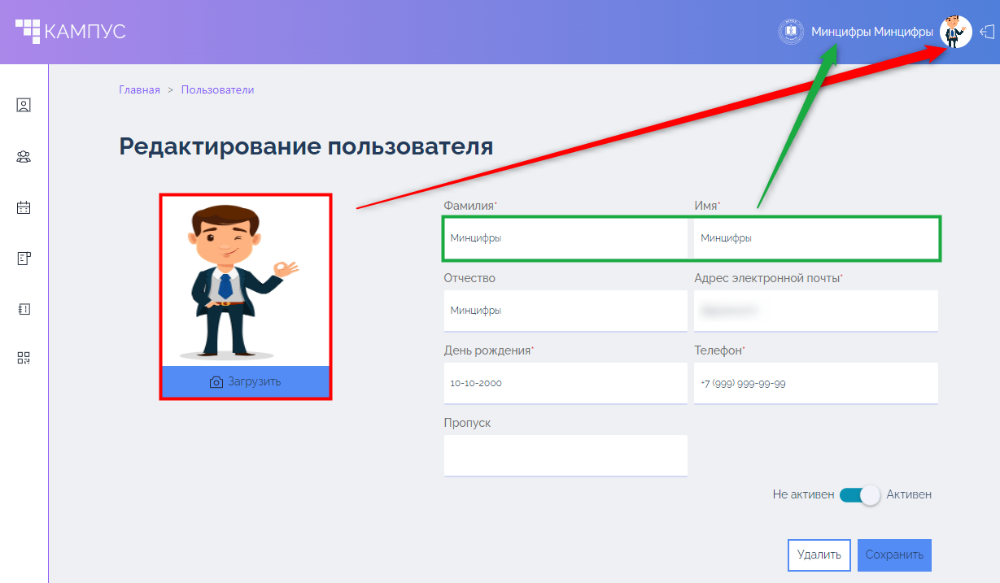 КАМПУС
Минцифры Минцифры
Главная > Пользователи
Редактирование пользователя
Фамилия* Имя*
Минцифры Минцифры
Отчество Адрес электронной почты*
Минцифры
День рождения* Телефон*
10-10-2000 +7 (999) 999-99-99
Загрузить
Пропуск
Не активен Активен
Удалить Сохранить